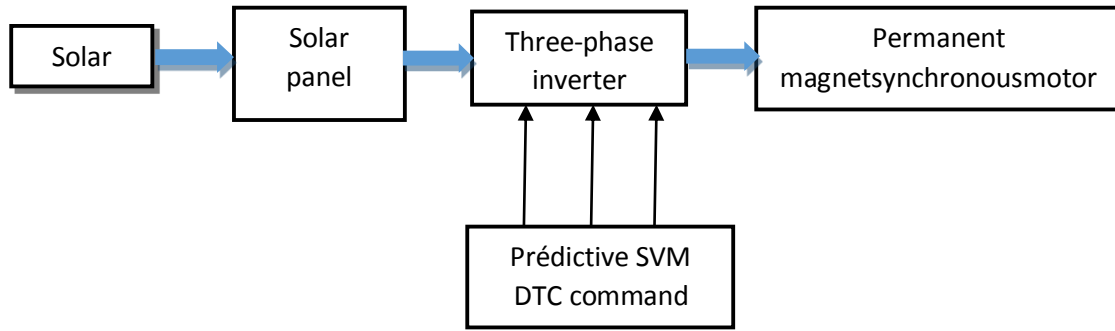 Solar
Solar
panel
Three-phase
inverter
Permanent
magnetsynchronousmotor
Prédictive SVM
DTC command